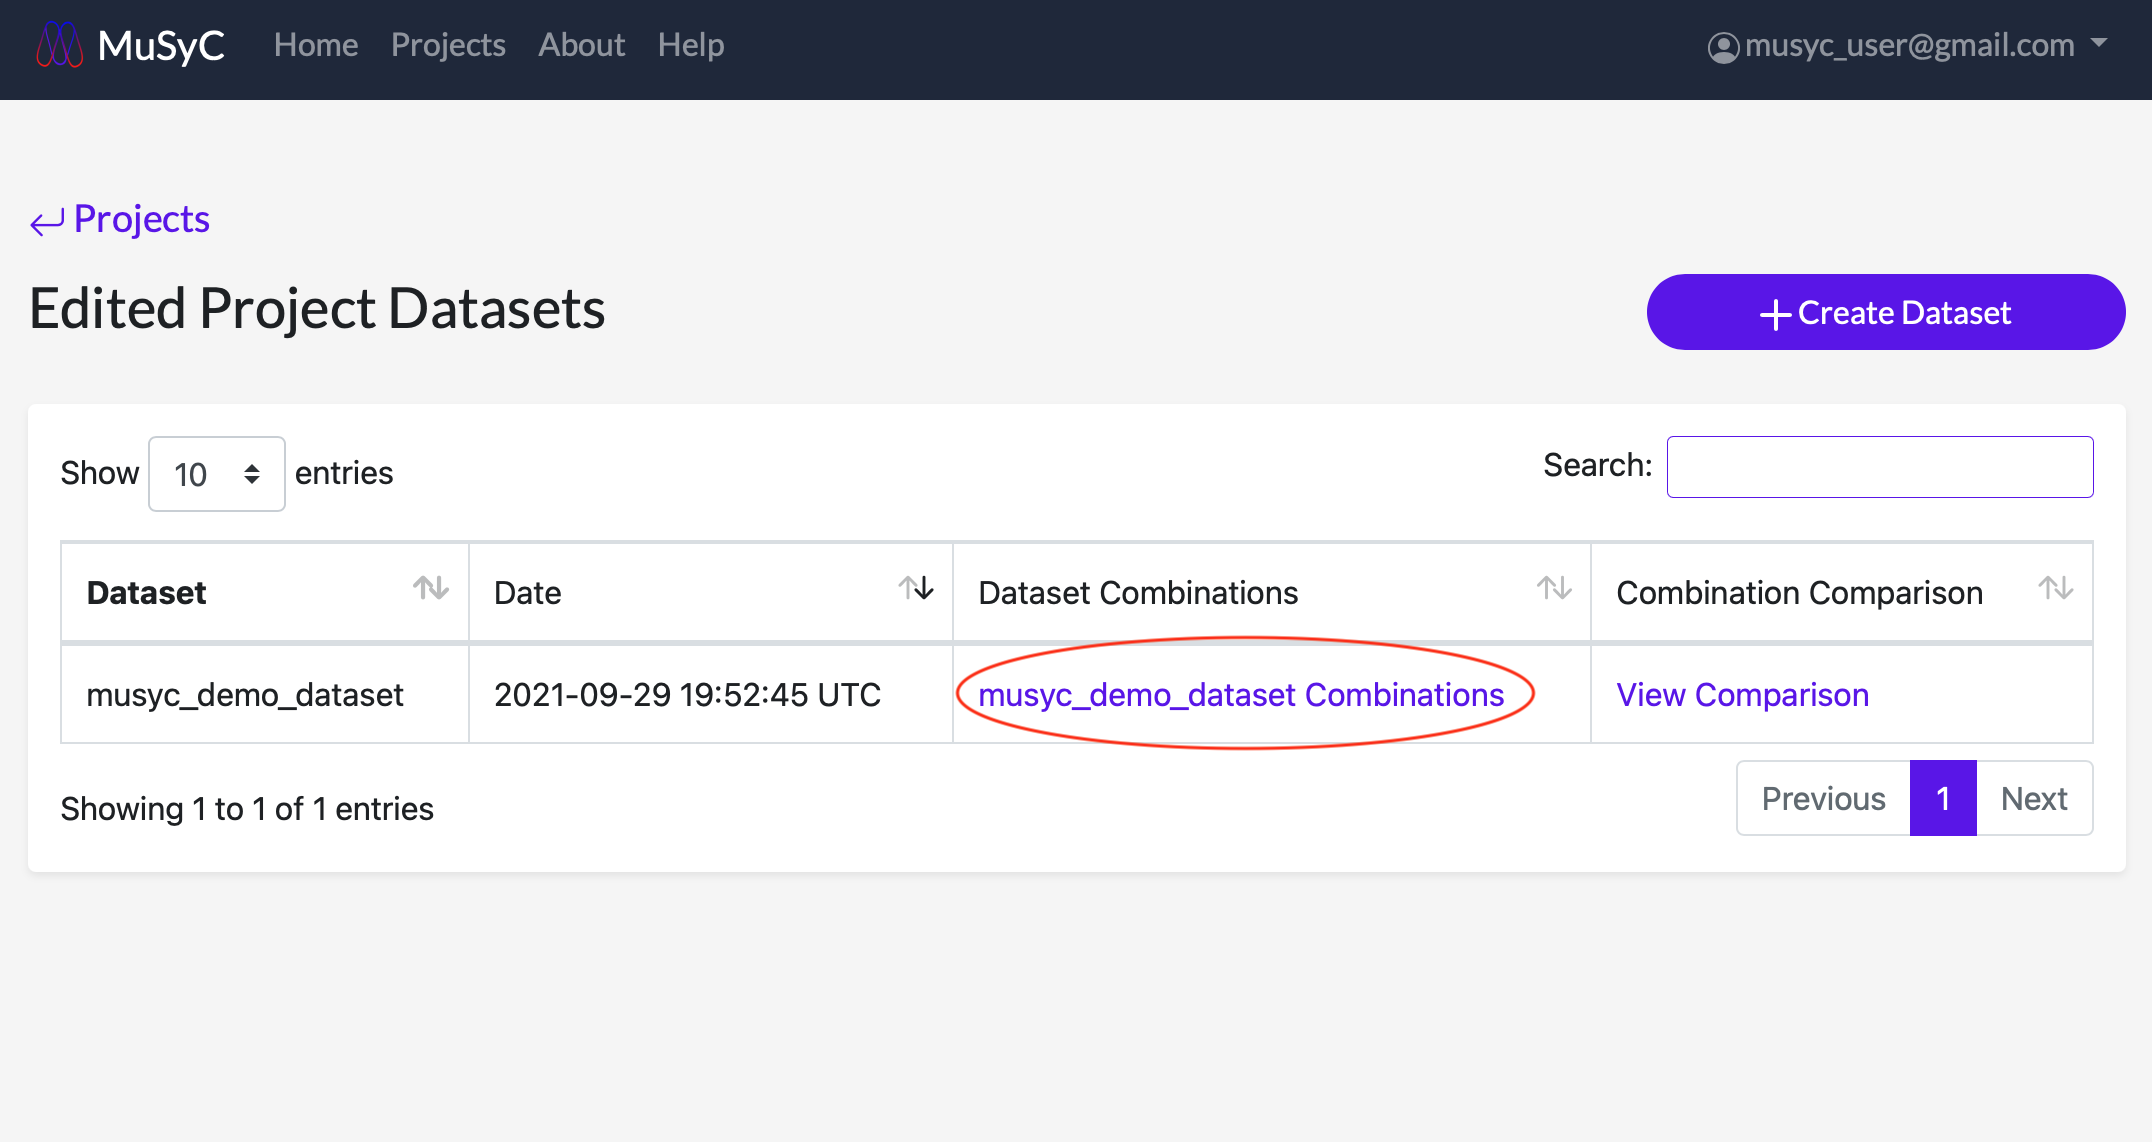 MuSyC Home Projects About Help musyc_user@gmail.com
Projects
Edited Project Datasets
Create Dataset
Show 10 entries
Search:
Dataset Date Dataset Combinations Combination Comparison
musyc_demo_dataset 2021-09-29 19:52:45 UTC musyc_demo_dataset Combinations View Comparison
Showing 1 to 1 of 1 entries
Previous 1 Next